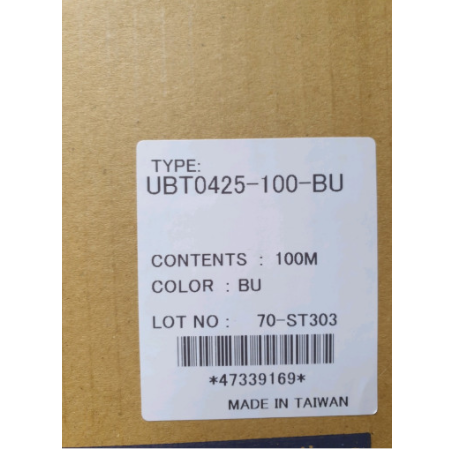 TYPE:
UBT0425-100-BU
CONTENTS : 100M
COLOR : BU
LOT NO : 70-ST303
*47339169*
MADE IN TAIWAN